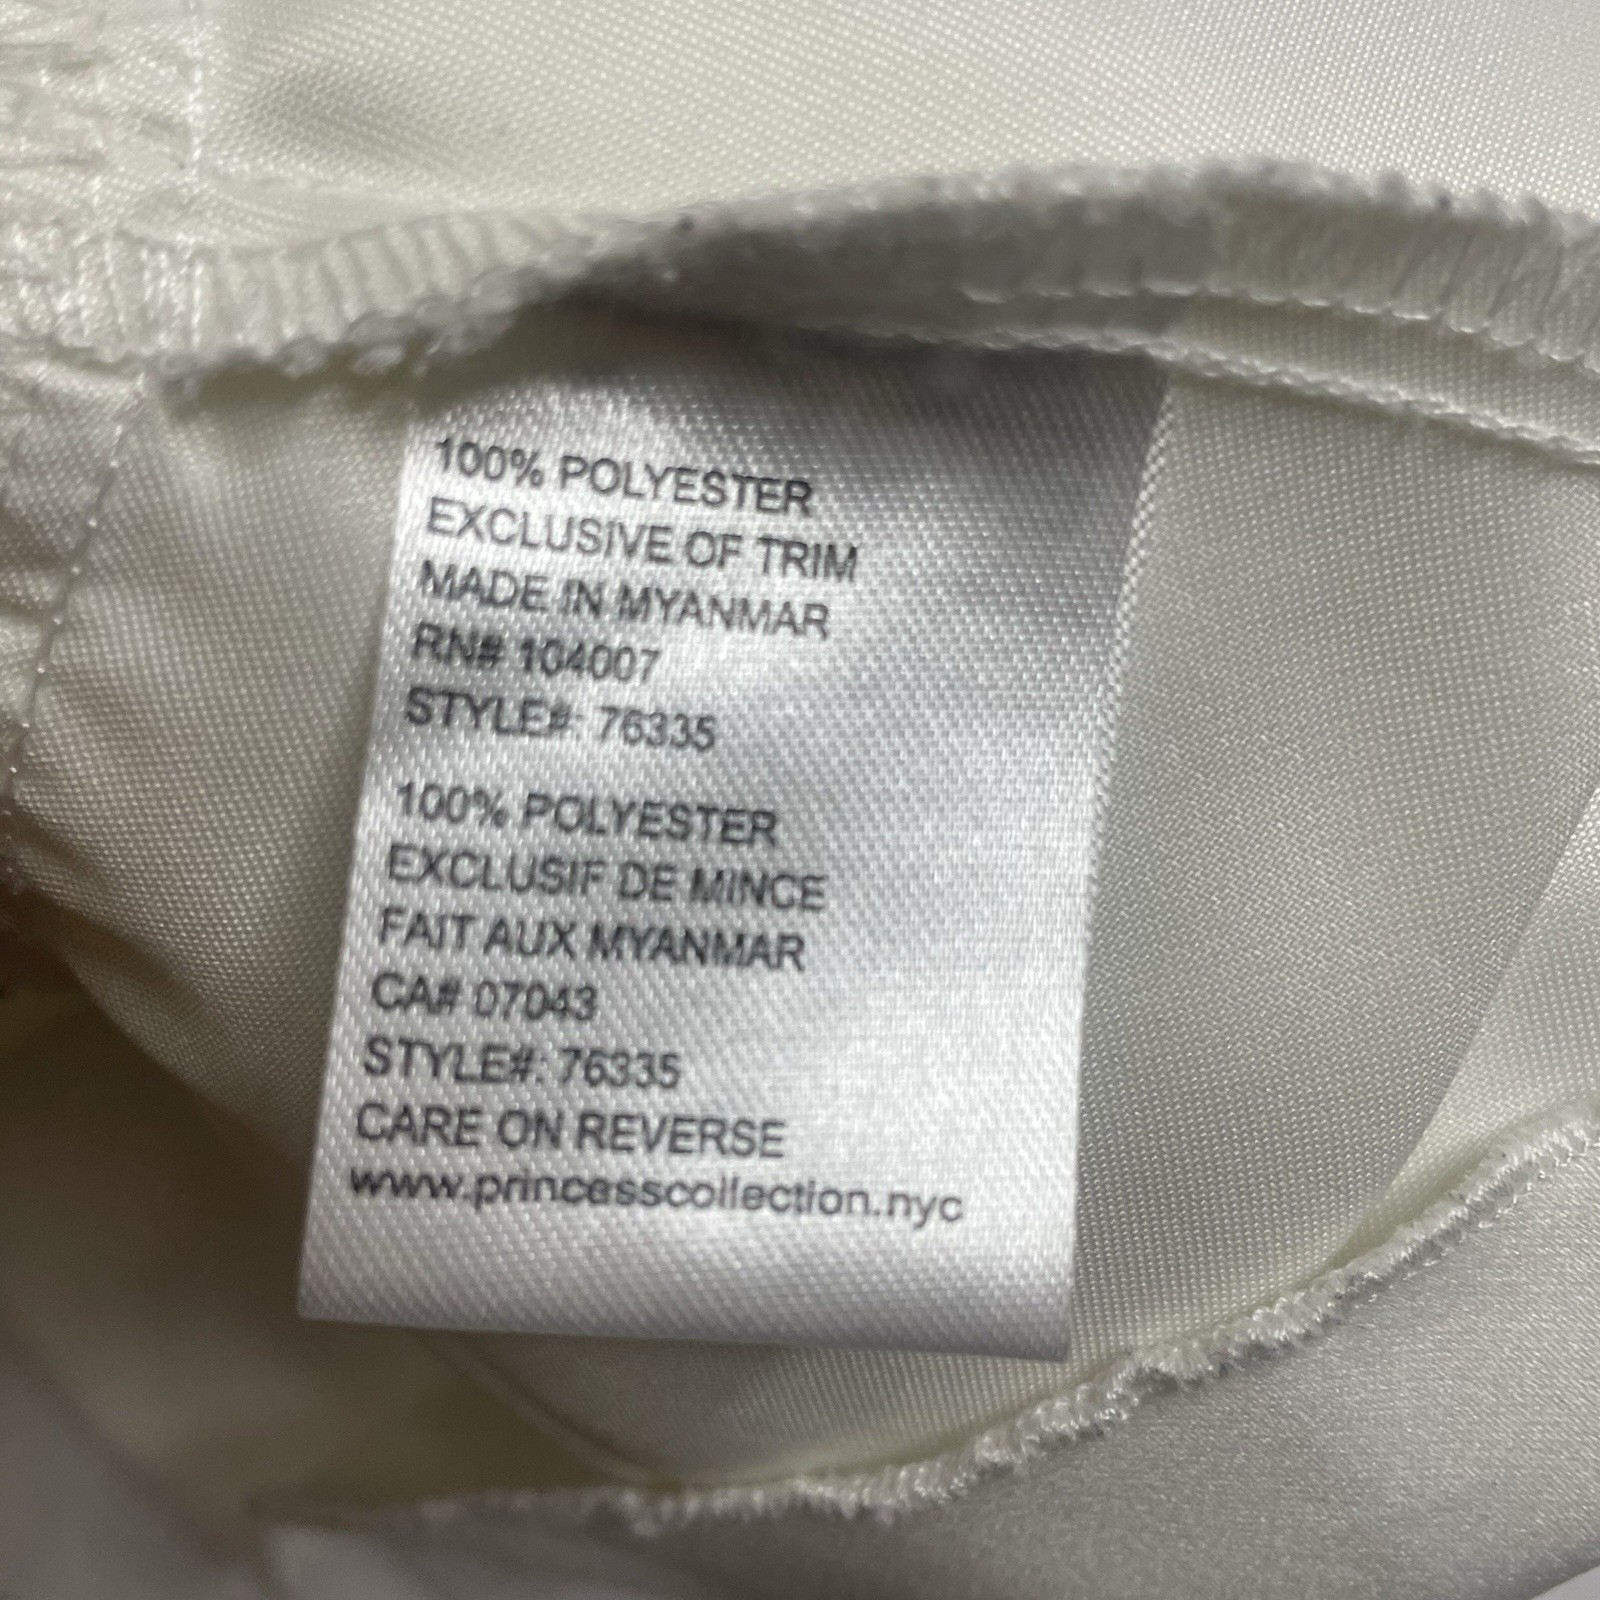 100% POLYESTER
EXCLUSIVE OF TRIM
MADE IN MYANMAR
RN# 104007
STYLE#: 76335
100% POLYESTER
EXCLUSIF DE MINCE
FAIT AUX MYANMAR
CA# 07043
STYLE#: 76335
CARE ON REVERSE
www.princesscollection.nyc